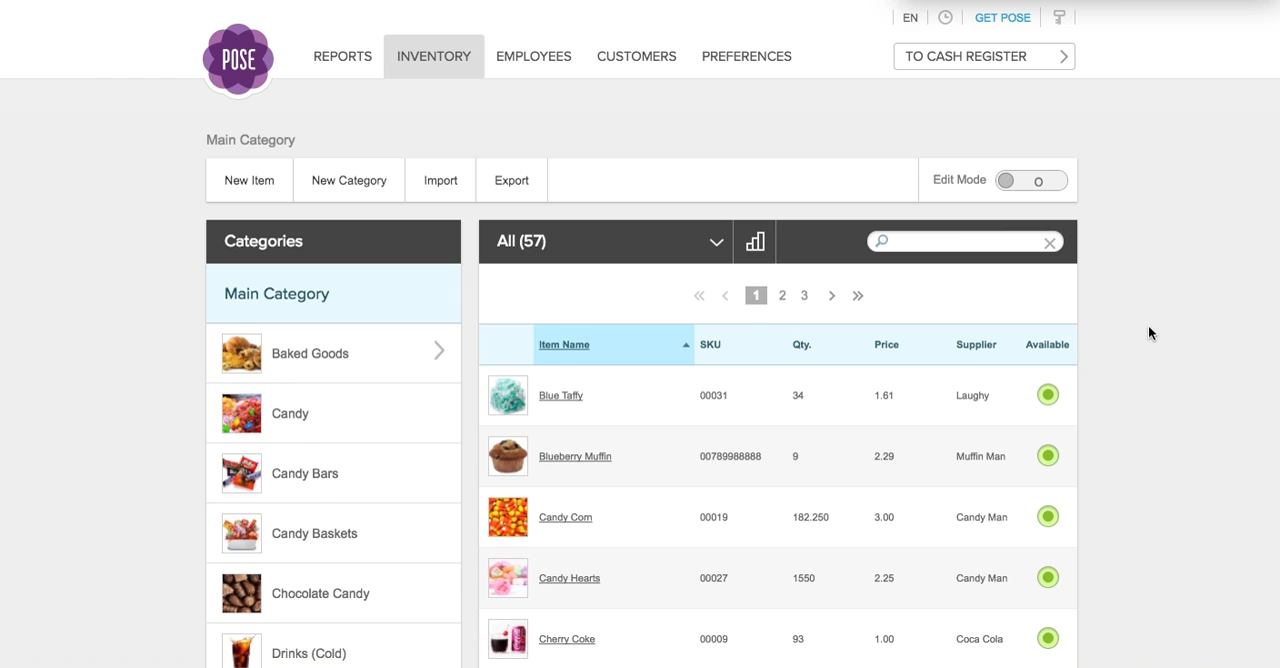 EN
GET POSE
POSE
REPORTS
INVENTORY
EMPLOYEES
CUSTOMERS
PREFERENCES
TO CASH REGISTER
Main Category
New Item
New Category
Import
Export
Edit Mode
O
Categories
All (57)
Main Category
« ‹ 1 2 3 › »
Item Name SKU Qty. Price Supplier Available
Baked Goods
Candy
Candy Bars
Candy Baskets
Chocolate Candy
Drinks (Cold)
Blue Taffy 00031 34 1.61 Laughy
Blueberry Muffin 00789988888 9 2.29 Muffin Man
Candy Corn 00019 182.250 3.00 Candy Man
Candy Hearts 00027 1550 2.25 Candy Man
Cherry Coke 00009 93 1.00 Coca Cola